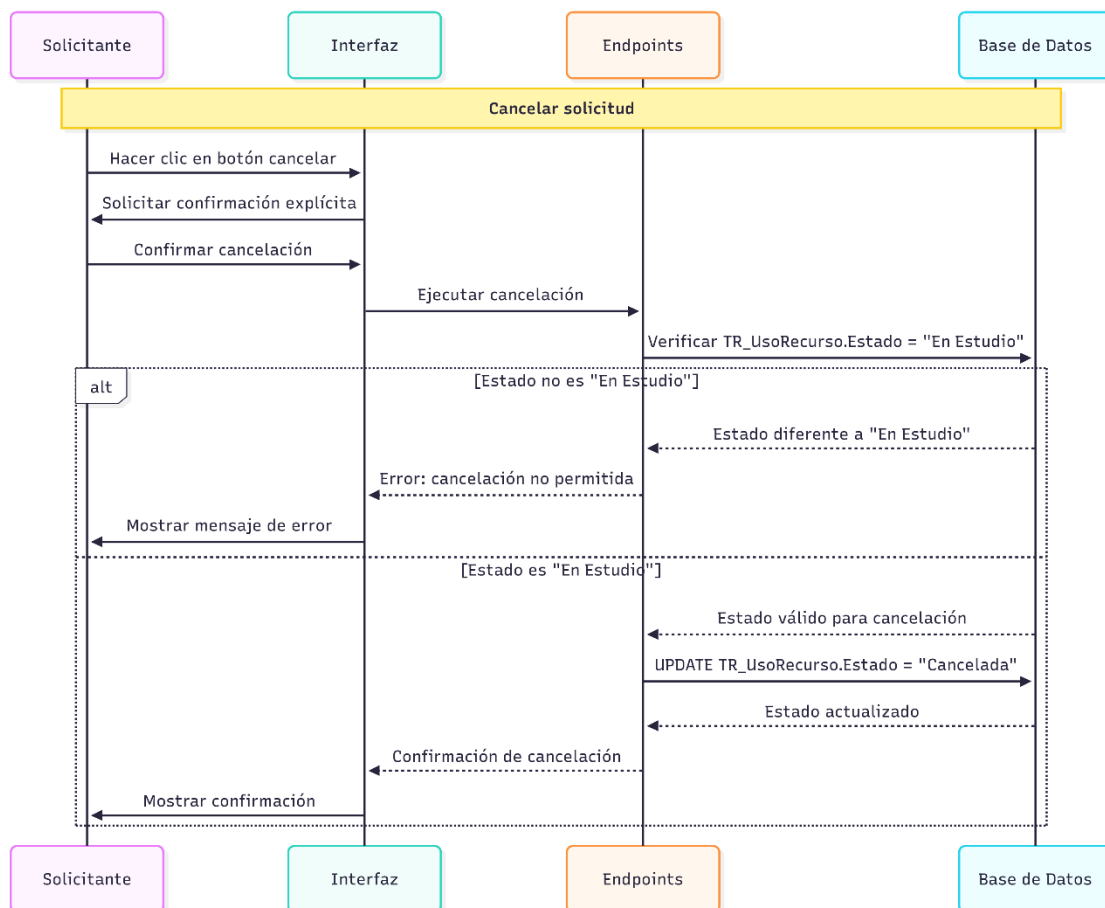 Solicitante
Interfaz
Endpoints
Base de Datos
Cancelar solicitud
Hacer clic en botón cancelar
Solicitar confirmación explícita
Confirmar cancelación
Ejecutar cancelación
Verificar TR_UsoRecurso.Estado = "En Estudio"
alt
[Estado no es "En Estudio"]
Estado diferente a "En Estudio"
Error: cancelación no permitida
Mostrar mensaje de error
[Estado es "En Estudio"]
Estado válido para cancelación
UPDATE TR_UsoRecurso.Estado = "Cancelada"
Estado actualizado
Confirmación de cancelación
Mostrar confirmación
Solicitante
Interfaz
Endpoints
Base de Datos